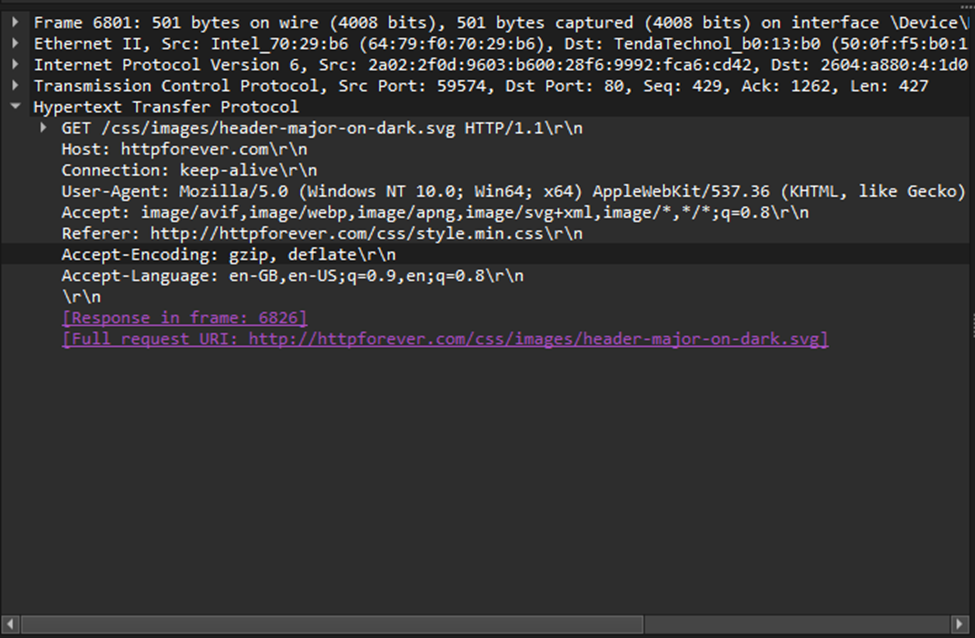 Frame 6801: 501 bytes on wire (4008 bits), 501 bytes captured (4008 bits) on interface \Device\
Ethernet II, Src: Intel_70:29:b6 (64:79:f0:70:29:b6), Dst: TendaTechnol_b0:13:b0 (50:0f:f5:b0:1
Internet Protocol Version 6, Src: 2a02:2f0d:9603:b600:28f6:9992:fca6:cd42, Dst: 2604:a880:4:1d0
Transmission Control Protocol, Src Port: 59574, Dst Port: 80, Seq: 429, Ack: 1262, Len: 427
Hypertext Transfer Protocol
GET /css/images/header-major-on-dark.svg HTTP/1.1\r\n
Host: httpforever.com\r\n
Connection: keep-alive\r\n
User-Agent: Mozilla/5.0 (Windows NT 10.0; Win64; x64) AppleWebKit/537.36 (KHTML, like Gecko)
Accept: image/avif,image/webp,image/apng,image/svg+xml,image/*,*/*;q=0.8\r\n
Referer: http://httpforever.com/css/style.min.css\r\n
Accept-Encoding: gzip, deflate\r\n
Accept-Language: en-GB,en-US;q=0.9,en;q=0.8\r\n
\r\n
[Response in frame: 6826]
[Full request URI: http://httpforever.com/css/images/header-major-on-dark.svg]